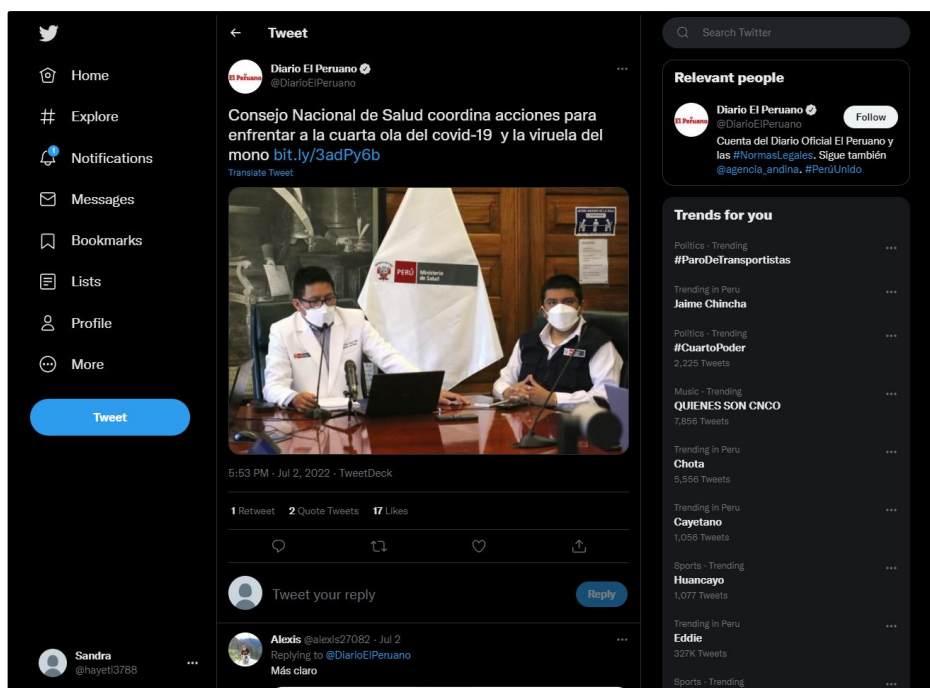 Home
Explore
1
Notifications
Messages
Bookmarks
Lists
Profile
More
Tweet
Sandra
@hayeti3788
Tweet
El Peruano
Diario El Peruano
@DiarioElPeruano
Consejo Nacional de Salud coordina acciones para
enfrentar a la cuarta ola del covid-19 y la viruela del
mono bit.ly/3adPy6b
Translate Tweet
PERÚ Ministerio
de Salud
5:53 PM · Jul 2, 2022 · TweetDeck
1 Retweet 2 Quote Tweets 17 Likes
Tweet your reply
Reply
Alexis @alexis27082 · Jul 2
Replying to @DiarioElPeruano
Más claro
Search Twitter
Relevant people
El Peruano
Diario El Peruano
@DiarioElPeruano
Follow
Cuenta del Diario Oficial El Peruano y
las #NormasLegales. Sigue también
@agencia_andina. #PerúUnido
Trends for you
Politics · Trending
#ParoDeTransportistas
Trending in Peru
Jaime Chincha
Politics · Trending
#CuartoPoder
2,225 Tweets
Music · Trending
QUIENES SON CNCO
7,856 Tweets
Trending in Peru
Chota
5,556 Tweets
Trending in Peru
Cayetano
1,056 Tweets
Sports · Trending
Huancayo
1,077 Tweets
Trending in Peru
Eddie
327K Tweets
Sports · Trending